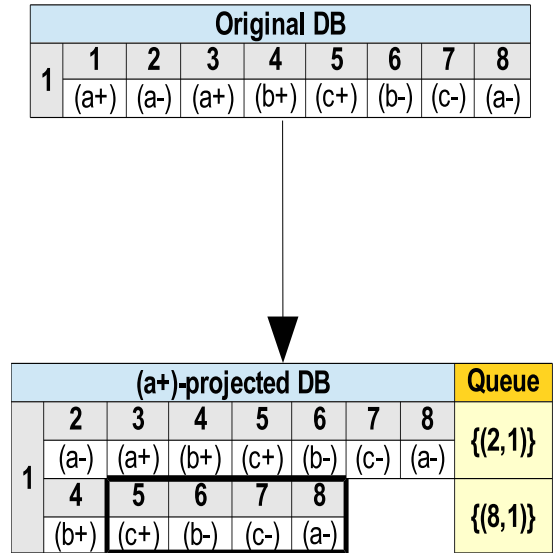 Original DB
1 2 3 4 5 6 7 8
1
(a+) (a-) (a+) (b+) (c+) (b-) (c-) (a-)
(a+)-projected DB Queue
2 3 4 5 6 7 8
(a-) (a+) (b+) (c+) (b-) (c-) (a-) {(2,1)}
1
4 5 6 7 8
(b+) (c+) (b-) (c-) (a-) {(8,1)}